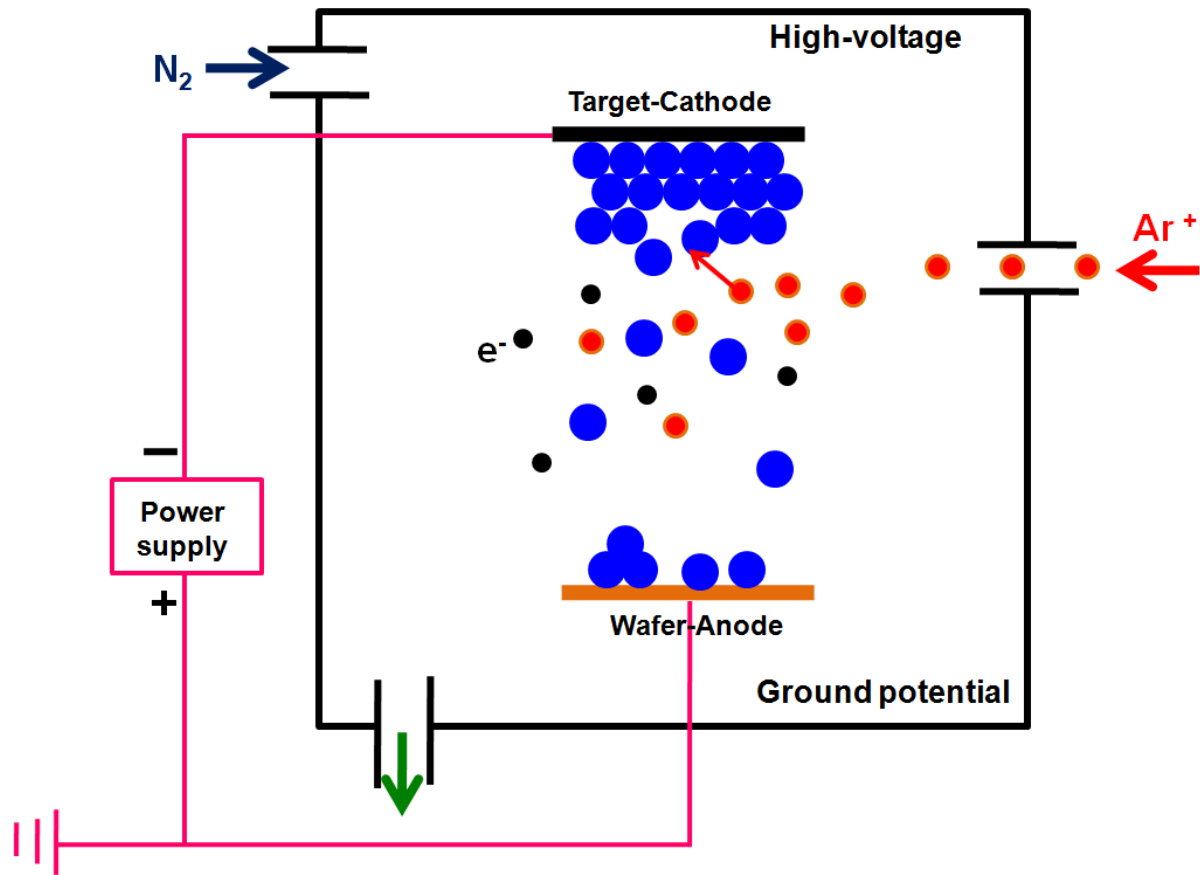 High-voltage
N₂
Target-Cathode
Ar⁺
e⁻
−
Power
supply
+
Wafer-Anode
Ground potential